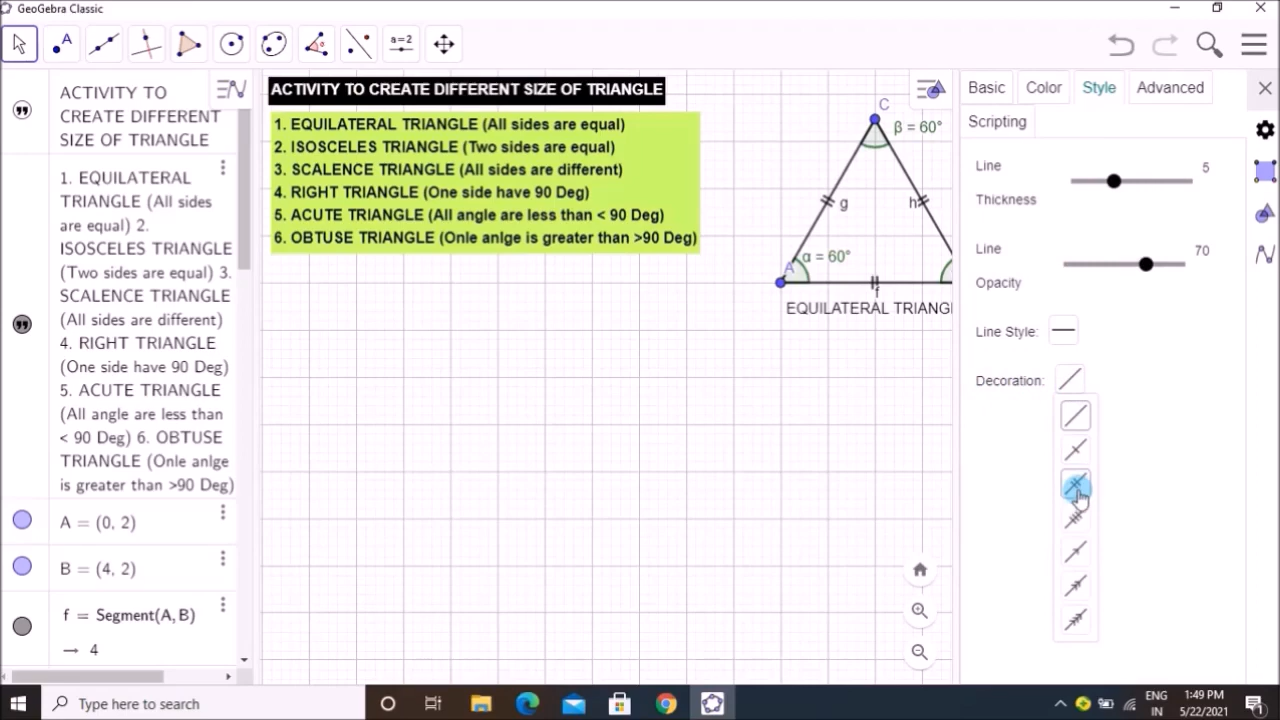 GeoGebra Classic
A
a=2
ACTIVITY TO
CREATE DIFFERENT
SIZE OF TRIANGLE
1. EQUILATERAL
TRIANGLE (All sides
are equal) 2.
ISOSCELES TRIANGLE
(Two sides are equal) 3.
SCALENCE TRIANGLE
(All sides are different)
4. RIGHT TRIANGLE
(One side have 90 Deg)
5. ACUTE TRIANGLE
(All angle are less than
< 90 Deg) 6. OBTUSE
TRIANGLE (Onle anlge
is greater than >90 Deg)
A = (0, 2)
B = (4, 2)
f = Segment(A, B)
→ 4
ACTIVITY TO CREATE DIFFERENT SIZE OF TRIANGLE
1. EQUILATERAL TRIANGLE (All sides are equal)
2. ISOSCELES TRIANGLE (Two sides are equal)
3. SCALENCE TRIANGLE (All sides are different)
4. RIGHT TRIANGLE (One side have 90 Deg)
5. ACUTE TRIANGLE (All angle are less than < 90 Deg)
6. OBTUSE TRIANGLE (Onle anlge is greater than >90 Deg)
C
β = 60°
g
h
A
α = 60°
f
EQUILATERAL TRIANG
Basic Color Style Advanced
Scripting
Line
Thickness
5
Line
Opacity
70
Line Style:
Decoration:
Type here to search
ENG
IN
1:49 PM
5/22/2021
1